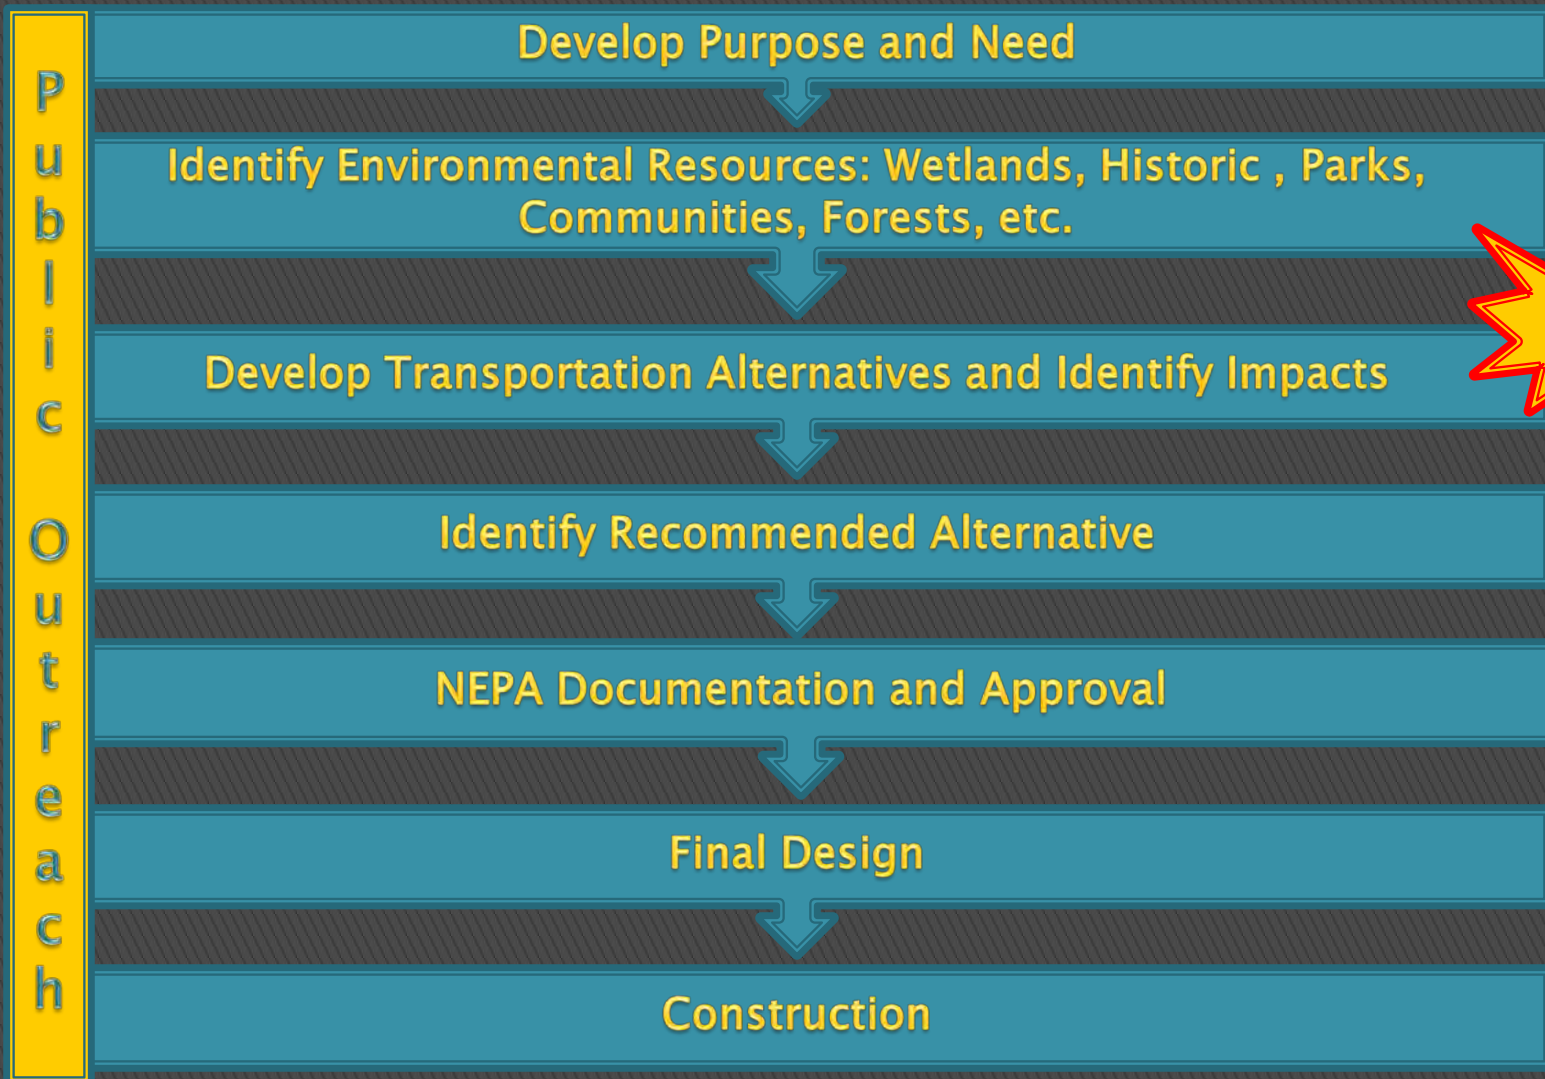 Public Outreach
Develop Purpose and Need
Identify Environmental Resources: Wetlands, Historic , Parks,
Communities, Forests, etc.
Develop Transportation Alternatives and Identify Impacts
Identify Recommended Alternative
NEPA Documentation and Approval
Final Design
Construction